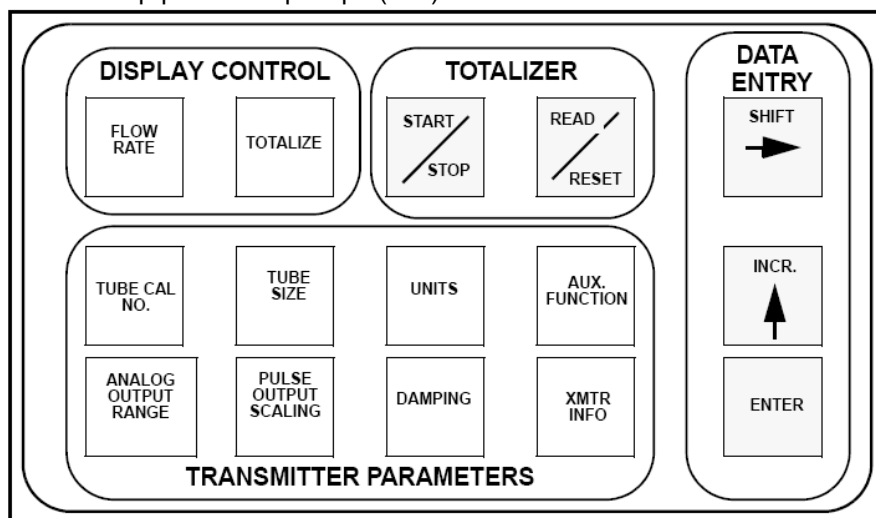 DISPLAY CONTROL
FLOW
RATE
TOTALIZE
TOTALIZER
START
STOP
READ
RESET
DATA
ENTRY
SHIFT
INCR.
ENTER
TUBE CAL
NO.
TUBE
SIZE
UNITS
AUX.
FUNCTION
ANALOG
OUTPUT
RANGE
PULSE
OUTPUT
SCALING
DAMPING
XMTR
INFO
TRANSMITTER PARAMETERS